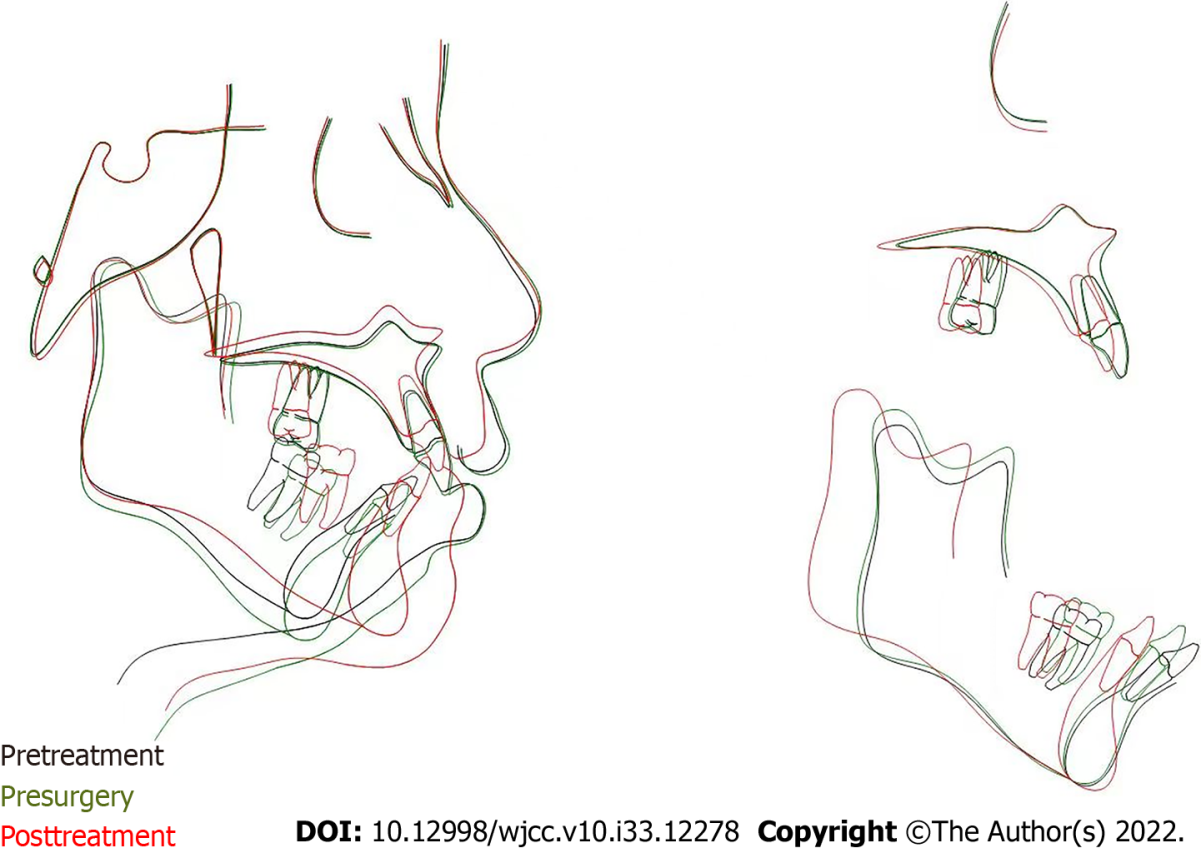 Pretreatment
Presurgery
Posttreatment
DOI: 10.12998/wjcc.v10.i33.12278 Copyright ©The Author(s) 2022.